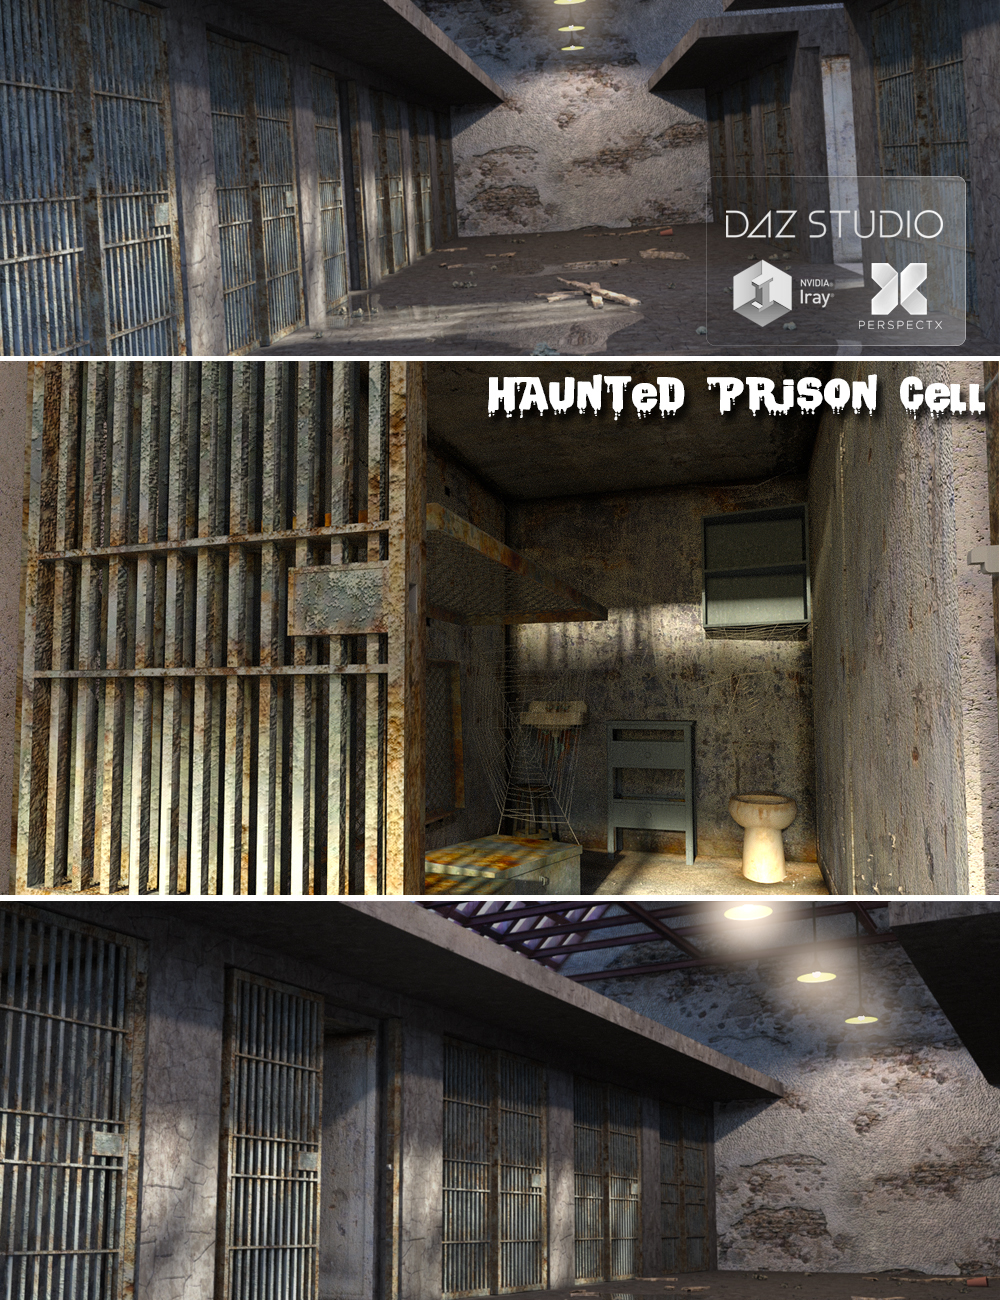 DAZ STUDIO
NVIDIA®
Iray®
PERSPECTX
HAUNTeD PRiSON Cell